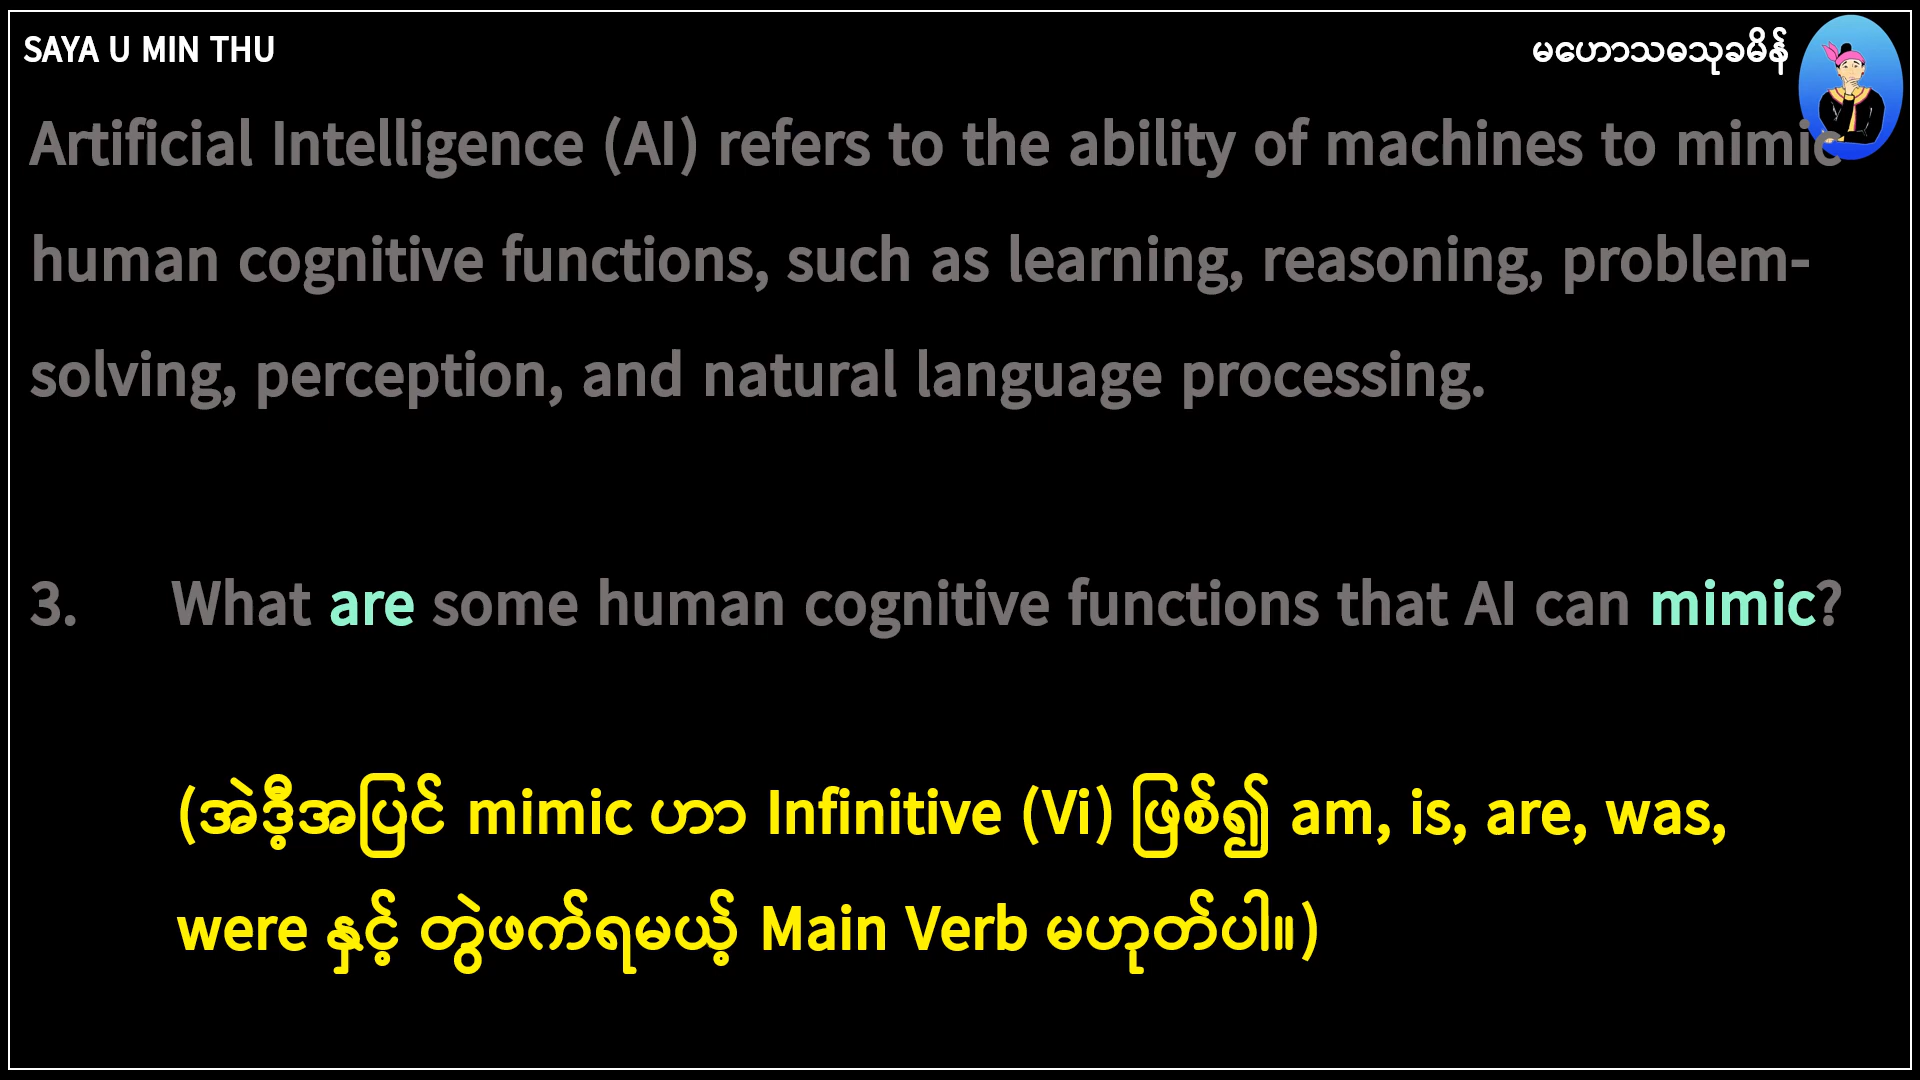 SAYA U MIN THU
မဟောသဓသုခမိန်
Artificial Intelligence (AI) refers to the ability of machines to mimic
human cognitive functions, such as learning, reasoning, problem-
solving, perception, and natural language processing.
3. What are some human cognitive functions that AI can mimic?
(အဲဒီ့အပြင် mimic ဟာ Infinitive (Vi) ဖြစ်၍ am, is, are, was,
were နှင့် တွဲဖက်ရမယ့် Main Verb မဟုတ်ပါ။)